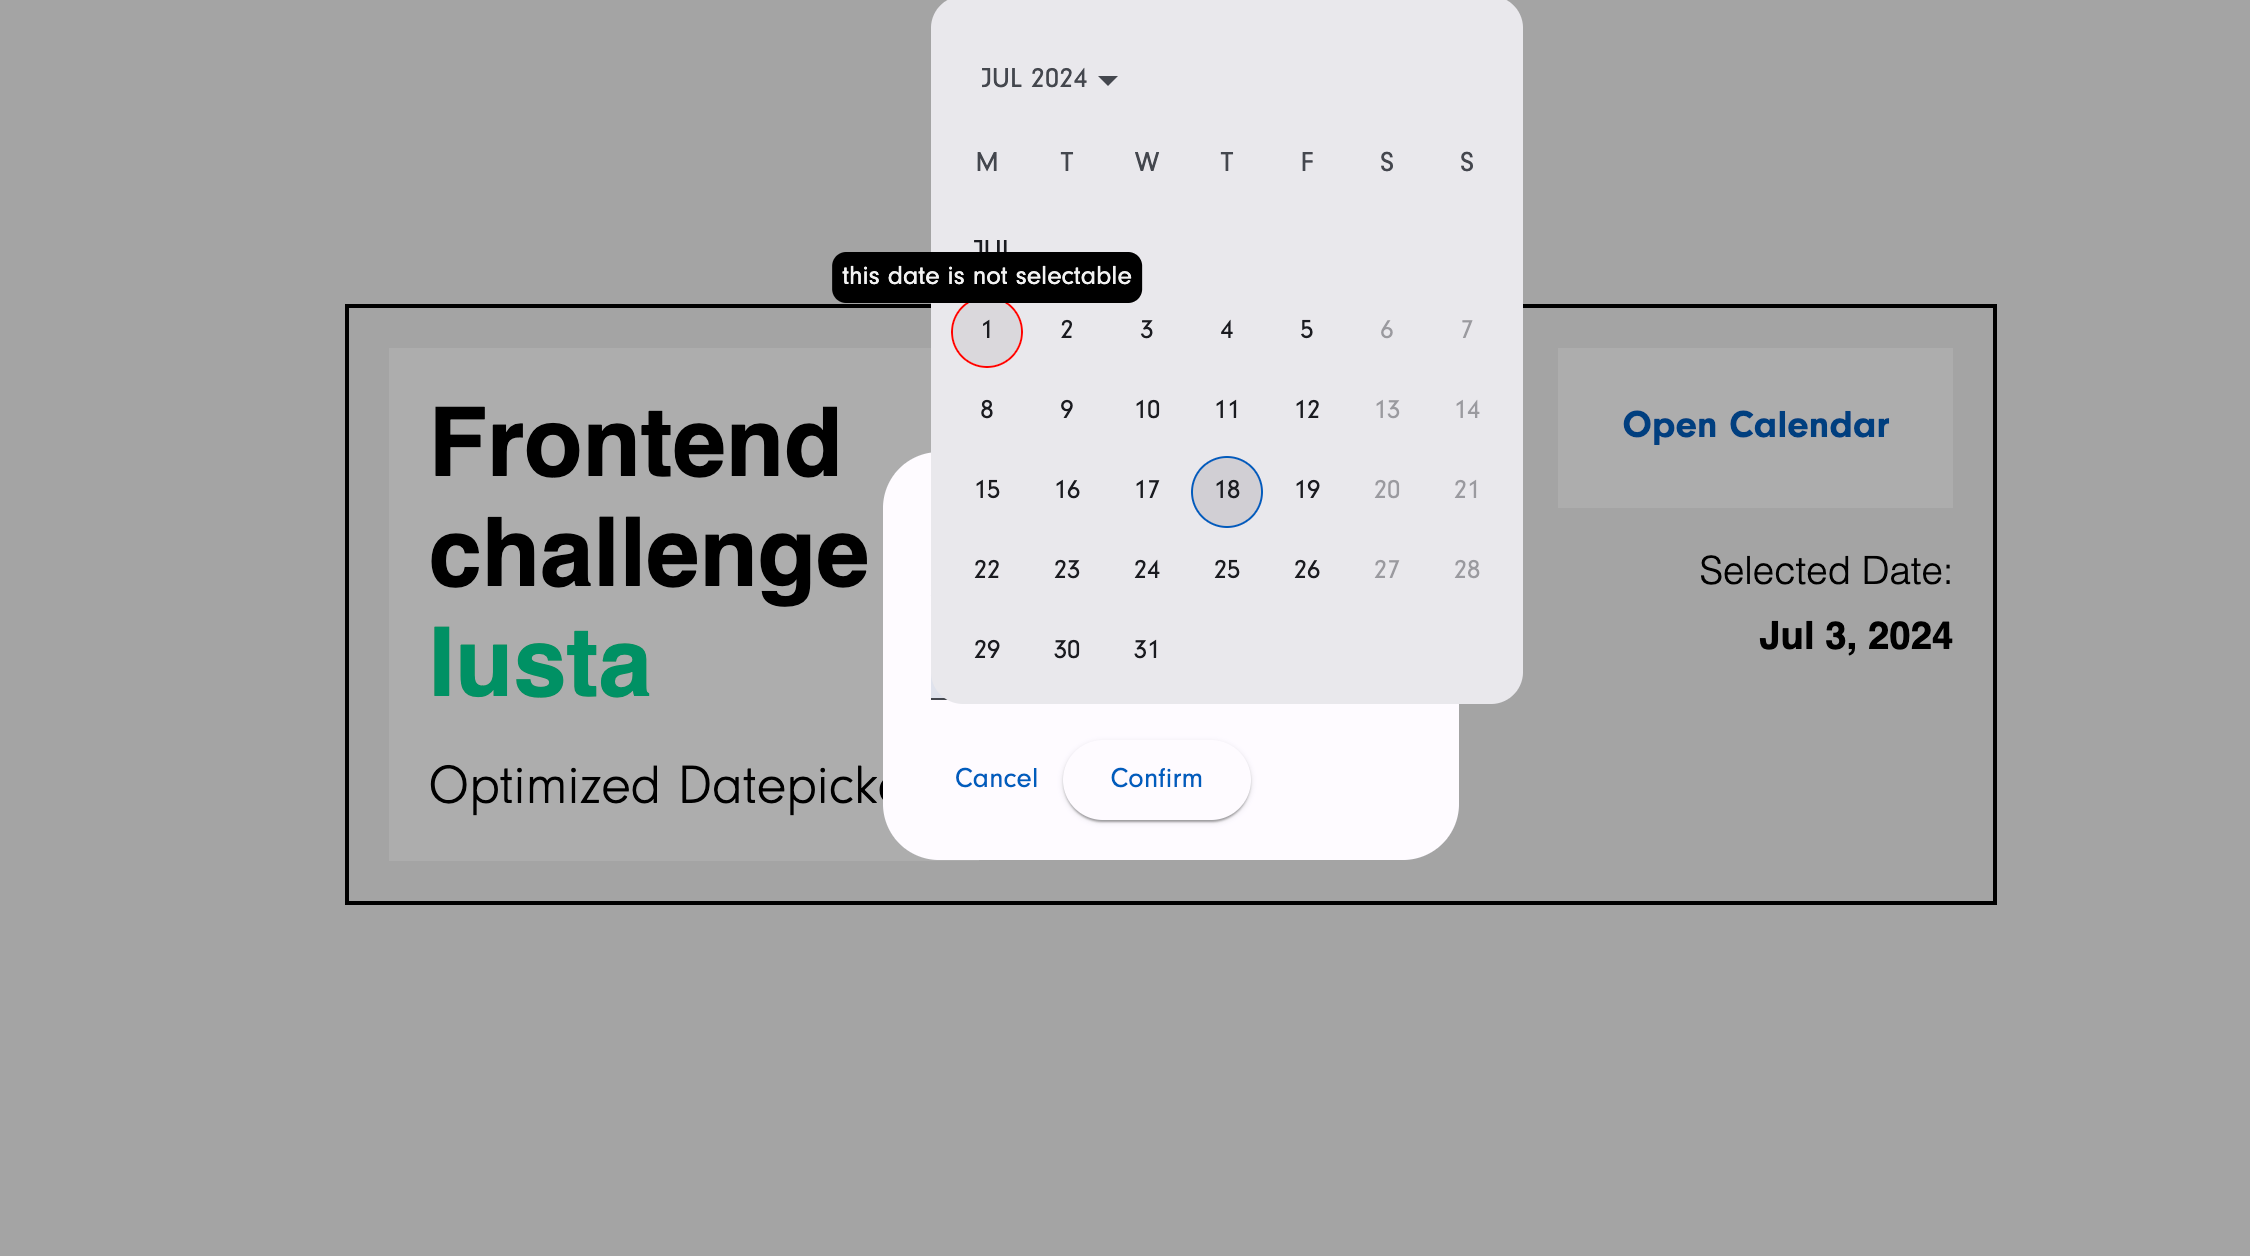 JUL 2024
M T W T F S S
JUL
this date is not selectable
1 2 3 4 5 6 7
8 9 10 11 12 13 14
15 16 17 18 19 20 21
22 23 24 25 26 27 28
29 30 31
Cancel Confirm
Frontend
challenge
Iusta
Optimized Datepick
Open Calendar
Selected Date:
Jul 3, 2024